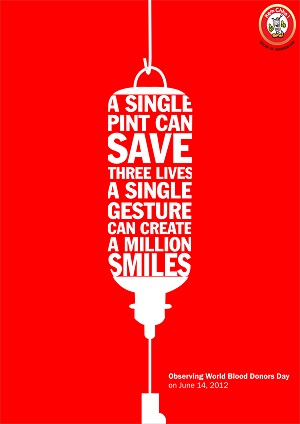 A SINGLE
PINT CAN
SAVE
THREE LIVES
A SINGLE
GESTURE
CAN CREATE
A MILLION
SMILES
Observing World Blood Donors Day
on June 14, 2012